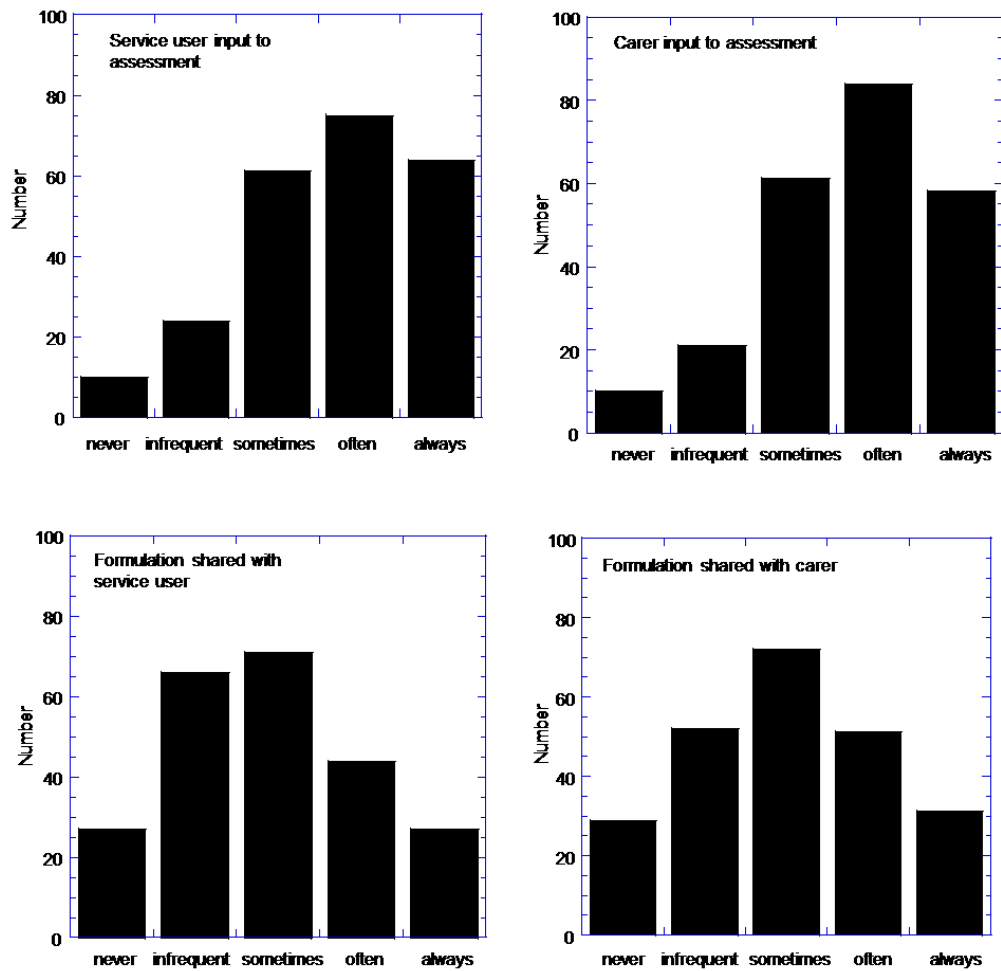 Service user input to
assessment
Number
100
80
60
40
20
0
never infrequent sometimes often always
Carer input to assessment
Number
100
80
60
40
20
0
never infrequent sometimes often always
Formulation shared with
service user
Number
100
80
60
40
20
0
never infrequent sometimes often always
Formulation shared with carer
Number
100
80
60
40
20
0
never infrequent sometimes often always